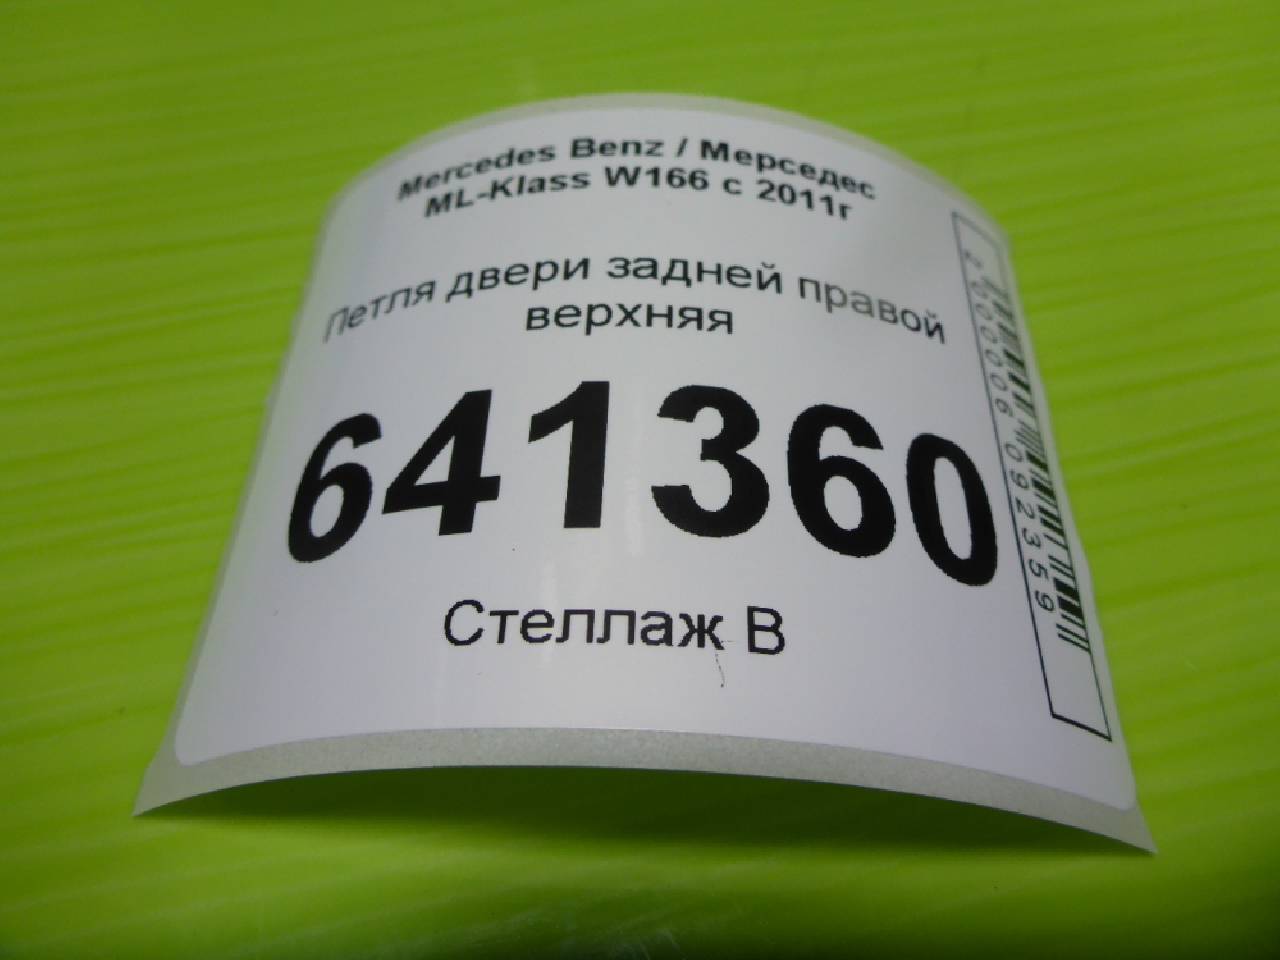 Mercedes Benz / Мерседес
ML-Klass W166 с 2011г
Петля двери задней правой
верхняя
641360
Стеллаж В
2000006092359